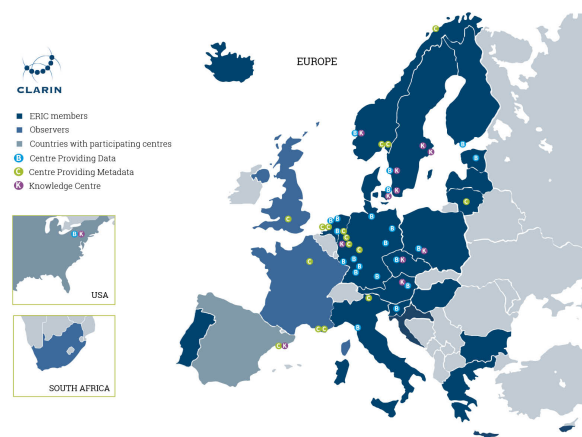 EUROPE
CLARIN
ERIC members
Observers
Countries with participating centres
B Centre Providing Data
C Centre Providing Metadata
K Knowledge Centre
B K
USA
SOUTH AFRICA
C
B K
C C
K
K
B
B
B K
B K
K
C
B B
C C
B C
C
K C
C
B
B
B
B
B
B
B
B
B K
B K
K B
C
B
C
C
C C
B
C K